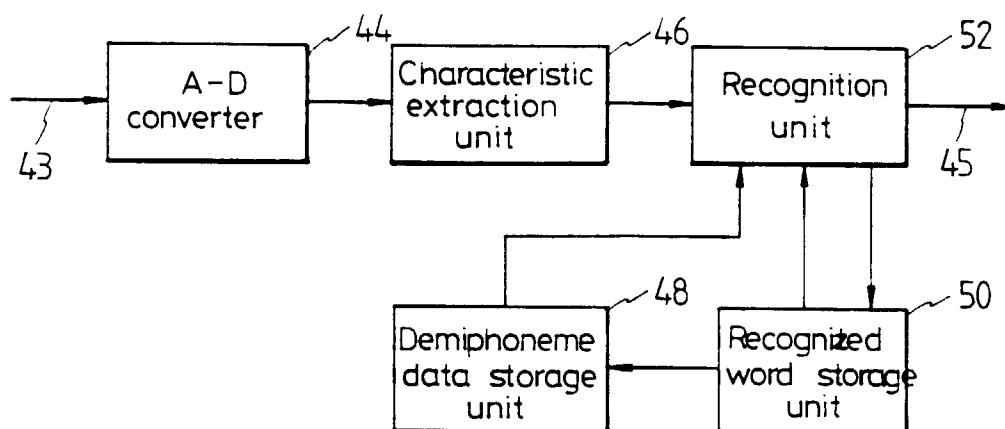 44
46
52
A-D
converter
Characteristic
extraction
unit
Recognition
unit
43
45
48
50
Demiphoneme
data storage
unit
Recognized
word storage
unit